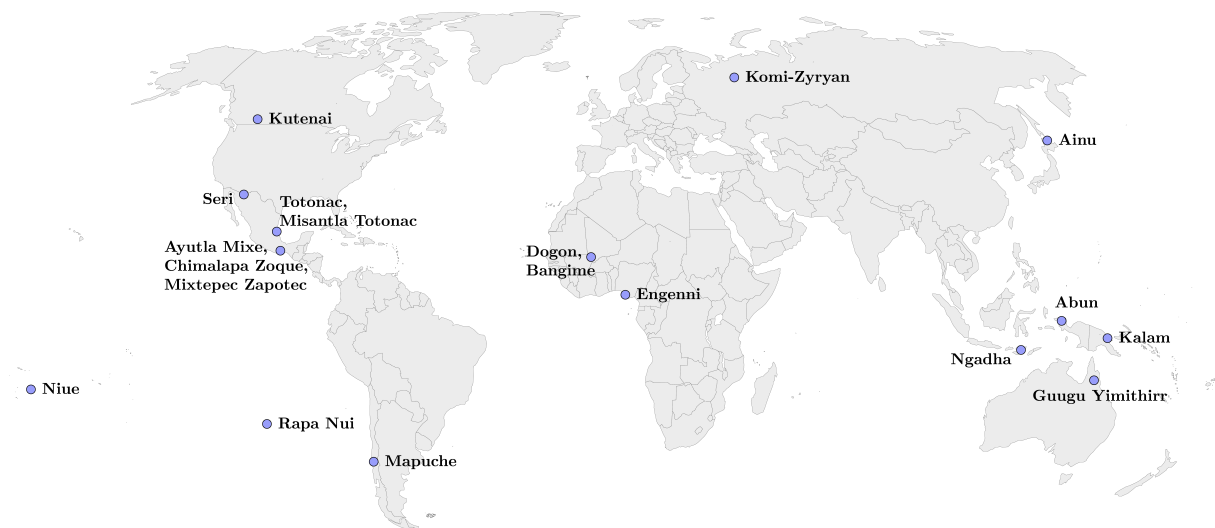 Komi-Zyryan
Kutenai
Ainu
Seri
Totonac,
Misantla Totonac
Ayutla Mixe,
Chimalapa Zoque,
Mixtepec Zapotec
Dogon,
Bangime
Engenni
Abun
Kalam
Ngadha
Niue
Guugu Yimithirr
Rapa Nui
Mapuche